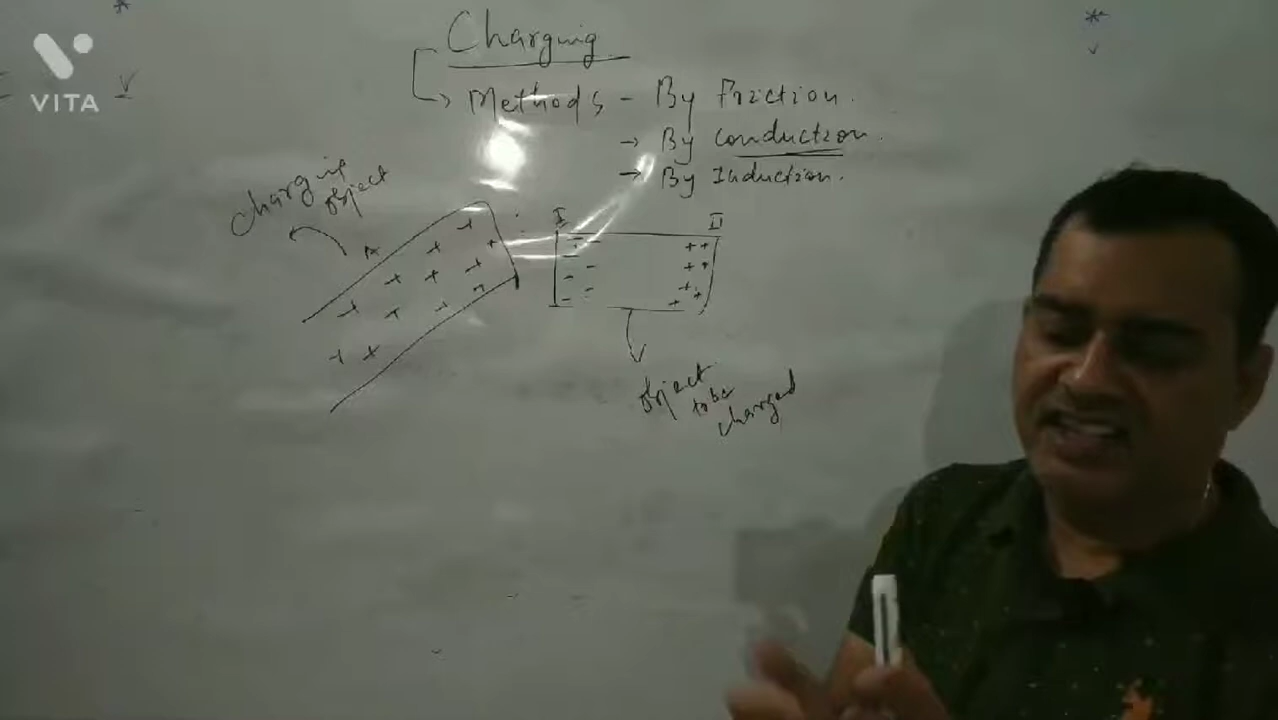 VITA
Charging
Methods - By Friction.
→ By Conduction.
→ By Induction.
Charging
object
I II
object
to be
charged